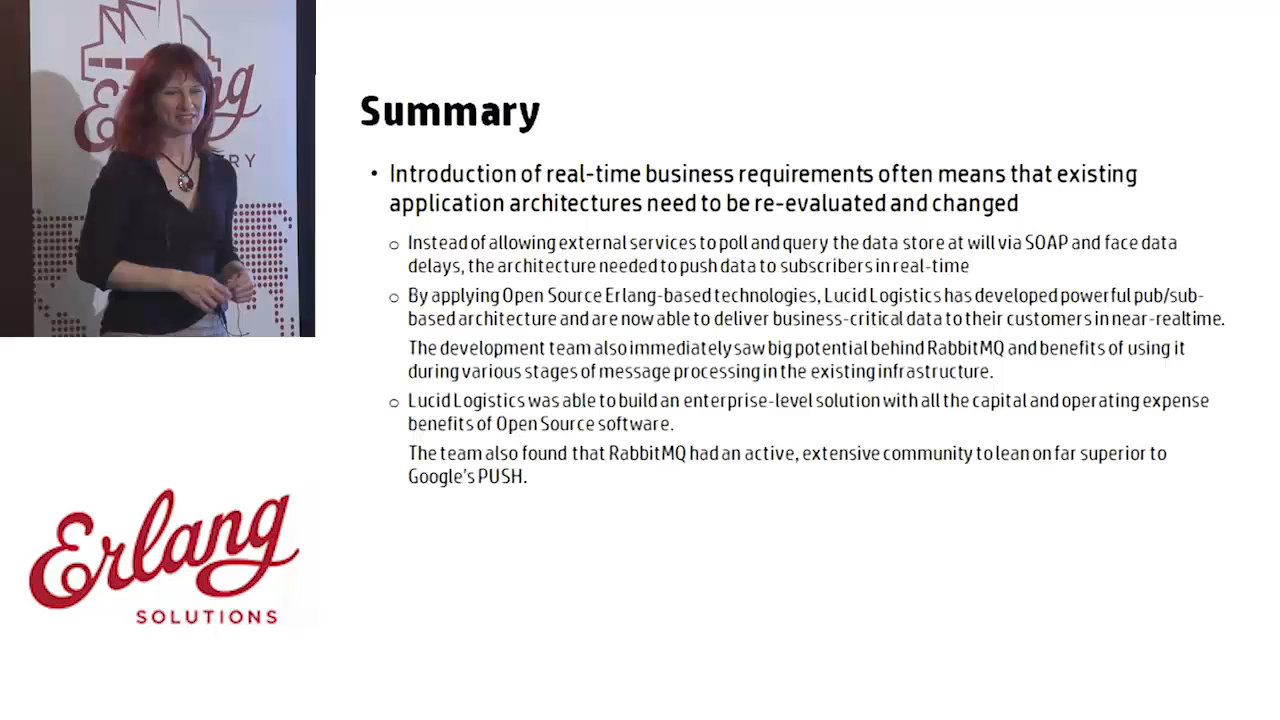 Summary
• Introduction of real-time business requirements often means that existing
application architectures need to be re-evaluated and changed
o Instead of allowing external services to poll and query the data store at will via SOAP and face data
delays, the architecture needed to push data to subscribers in real-time
o By applying Open Source Erlang-based technologies, Lucid Logistics has developed powerful pub/sub-
based architecture and are now able to deliver business-critical data to their customers in near-realtime.
The development team also immediately saw big potential behind RabbitMQ and benefits of using it
during various stages of message processing in the existing infrastructure.
o Lucid Logistics was able to build an enterprise-level solution with all the capital and operating expense
benefits of Open Source software.
The team also found that RabbitMQ had an active, extensive community to lean on far superior to
Google's PUSH.
Erlang
SOLUTIONS